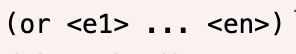 (or <e1> ... <en>)